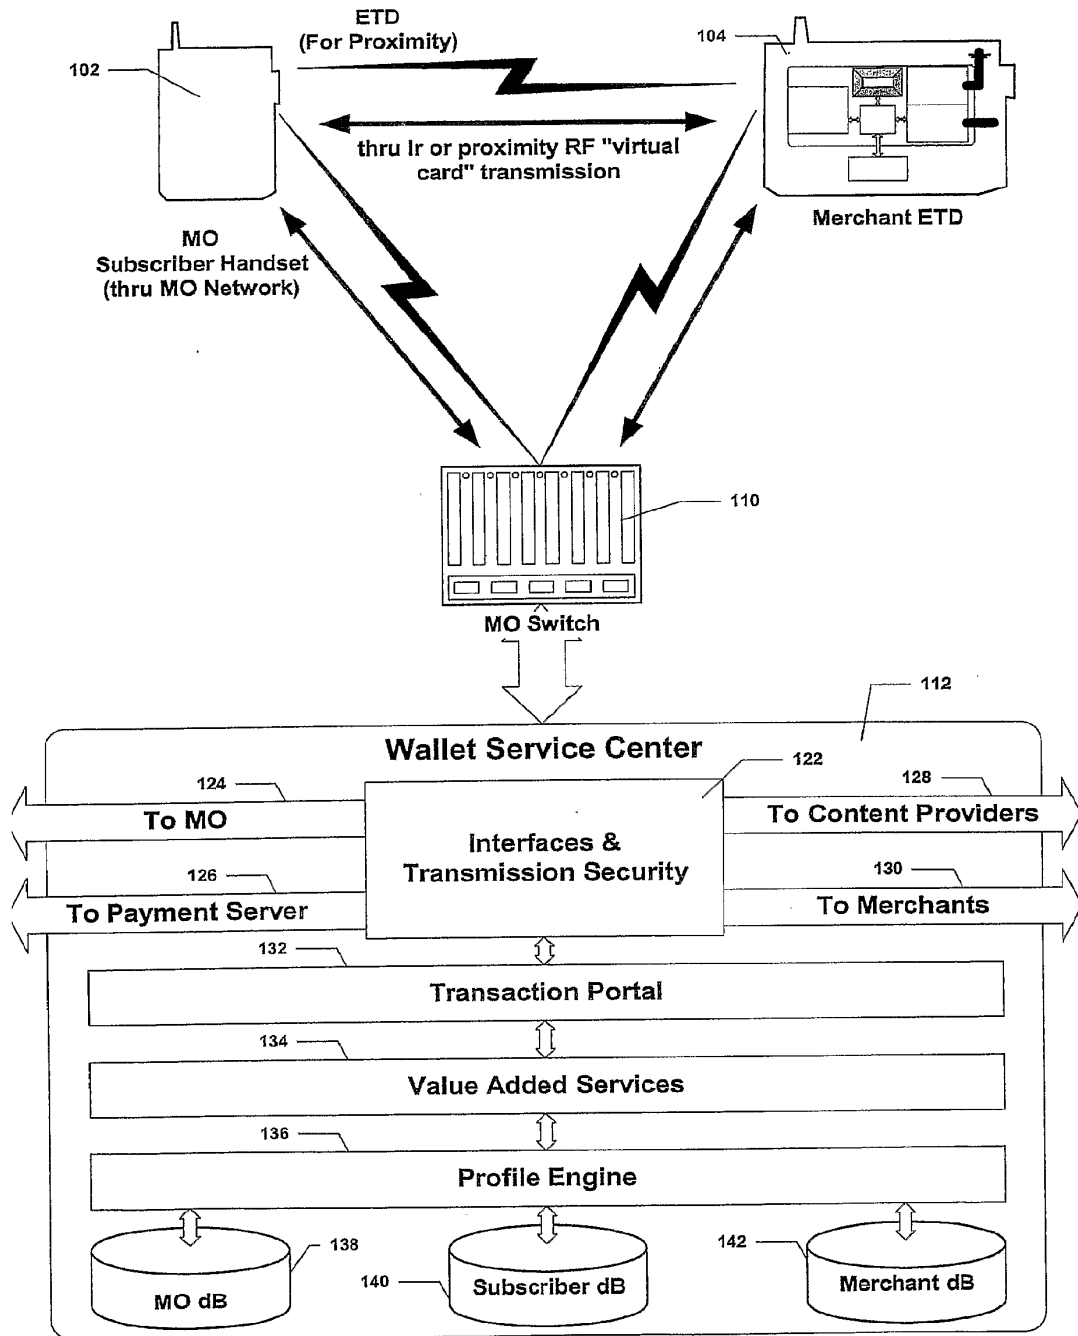 ETD
(For Proximity)
102
104
thru Ir or proximity RF "virtual
card" transmission
Merchant ETD
MO
Subscriber Handset
(thru MO Network)
110
MO Switch
112
Wallet Service Center
122
124
128
To MO
To Content Providers
Interfaces &
Transmission Security
126
130
To Payment Server
To Merchants
132
Transaction Portal
134
Value Added Services
136
Profile Engine
138
142
140
MO dB
Subscriber dB
Merchant dB